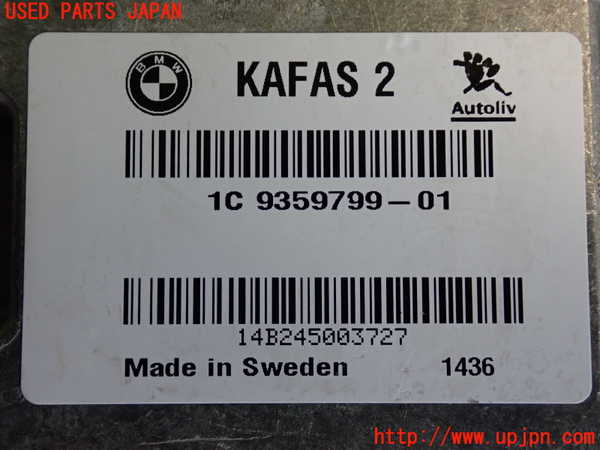 USED PARTS JAPAN
BMW
KAFAS 2
Autoliv
1C 9359799-01
14B245003727
Made in Sweden 1436
http://www.upjpn.com/